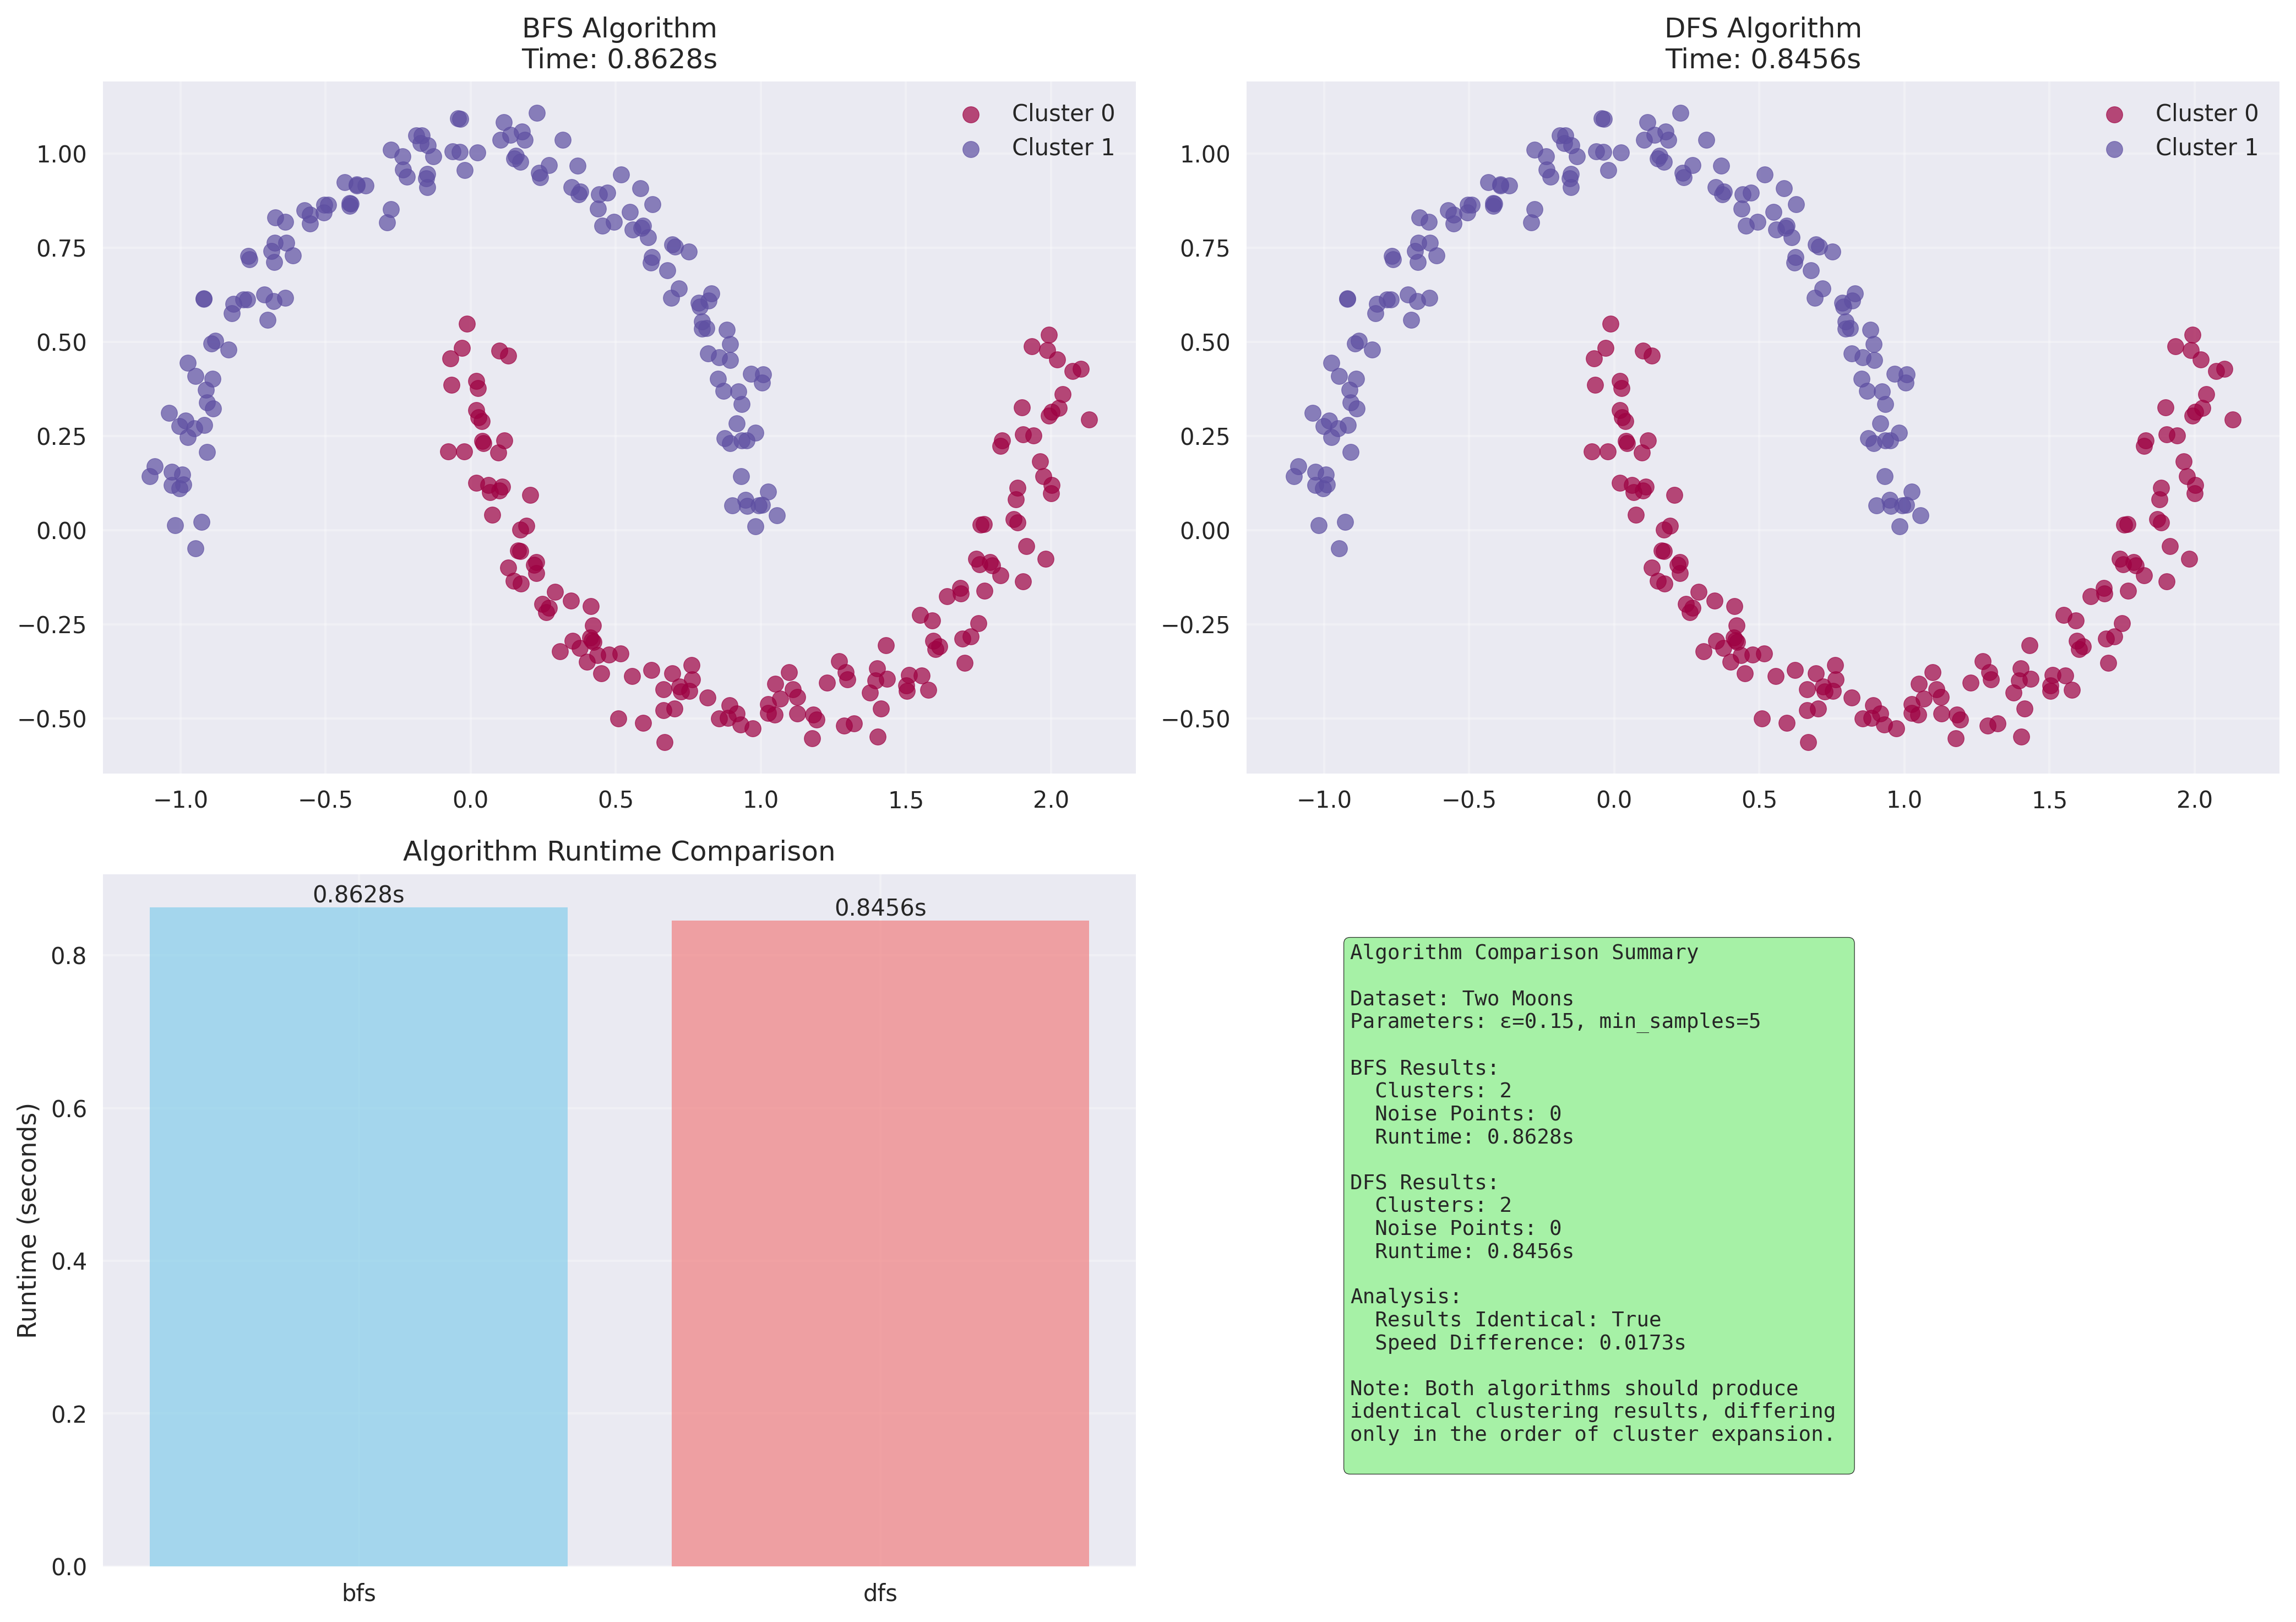 BFS Algorithm
Time: 0.8628s
Cluster 0
Cluster 1
1.00
0.75
0.50
0.25
0.00
−0.25
−0.50
−1.0 −0.5 0.0 0.5 1.0 1.5 2.0
DFS Algorithm
Time: 0.8456s
Cluster 0
Cluster 1
1.00
0.75
0.50
0.25
0.00
−0.25
−0.50
−1.0 −0.5 0.0 0.5 1.0 1.5 2.0
Algorithm Runtime Comparison
0.8628s
0.8456s
Runtime (seconds)
0.8
0.6
0.4
0.2
0.0
bfs dfs
Algorithm Comparison Summary
Dataset: Two Moons
Parameters: ε=0.15, min_samples=5
BFS Results:
Clusters: 2
Noise Points: 0
Runtime: 0.8628s
DFS Results:
Clusters: 2
Noise Points: 0
Runtime: 0.8456s
Analysis:
Results Identical: True
Speed Difference: 0.0173s
Note: Both algorithms should produce
identical clustering results, differing
only in the order of cluster expansion.